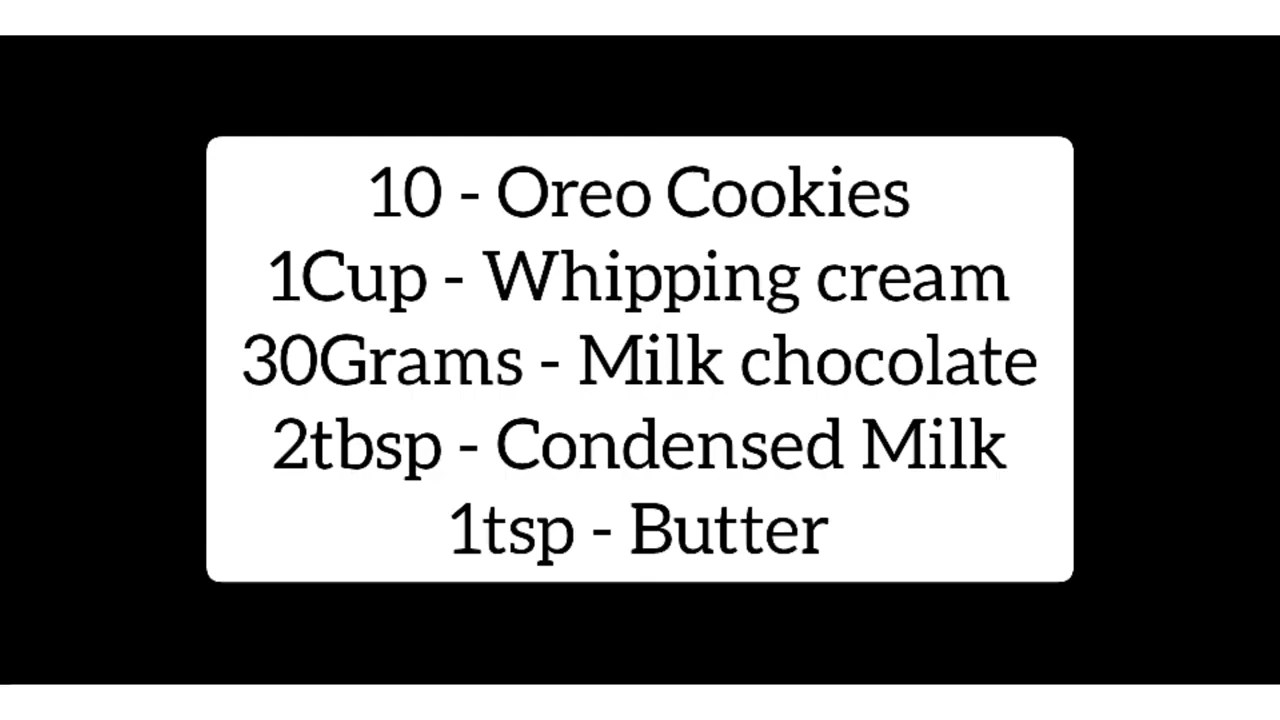 10 - Oreo Cookies
1Cup - Whipping cream
30Grams - Milk chocolate
2tbsp - Condensed Milk
1tsp - Butter